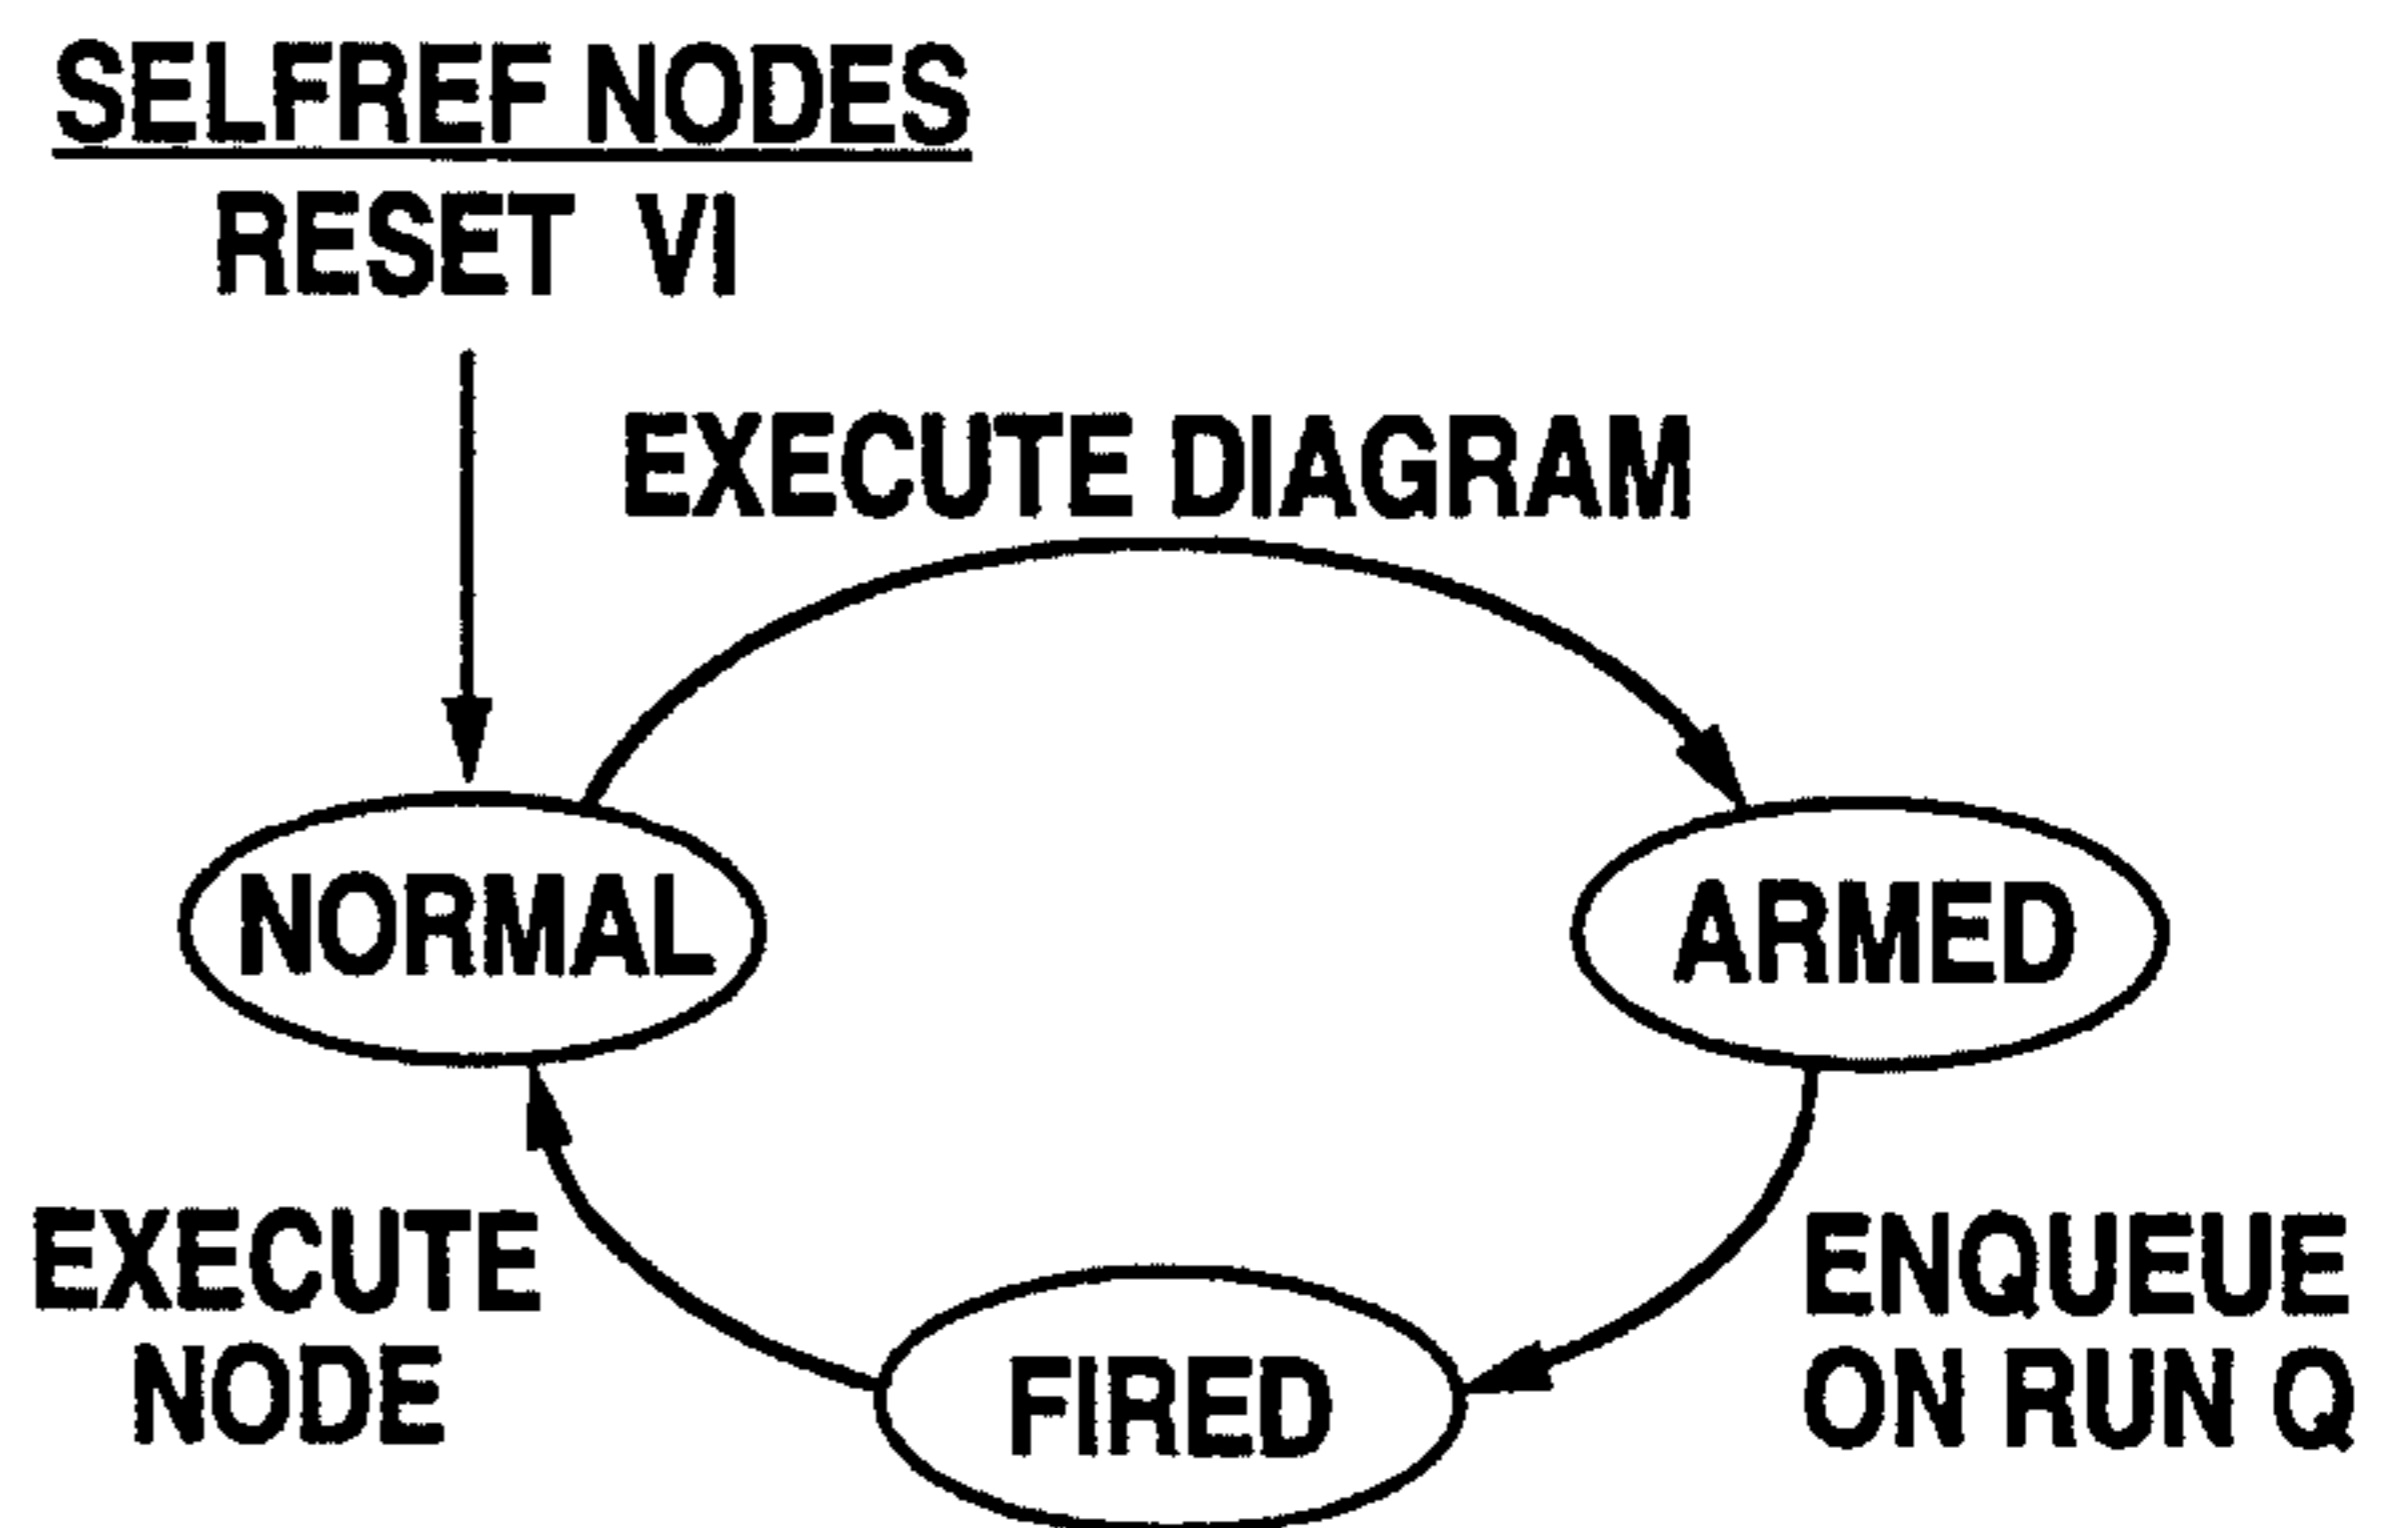 SELFREF NODES
RESET VI
EXECUTE DIAGRAM
NORMAL
ARMED
EXECUTE
NODE
FIRED
ENQUEUE
ON RUN Q